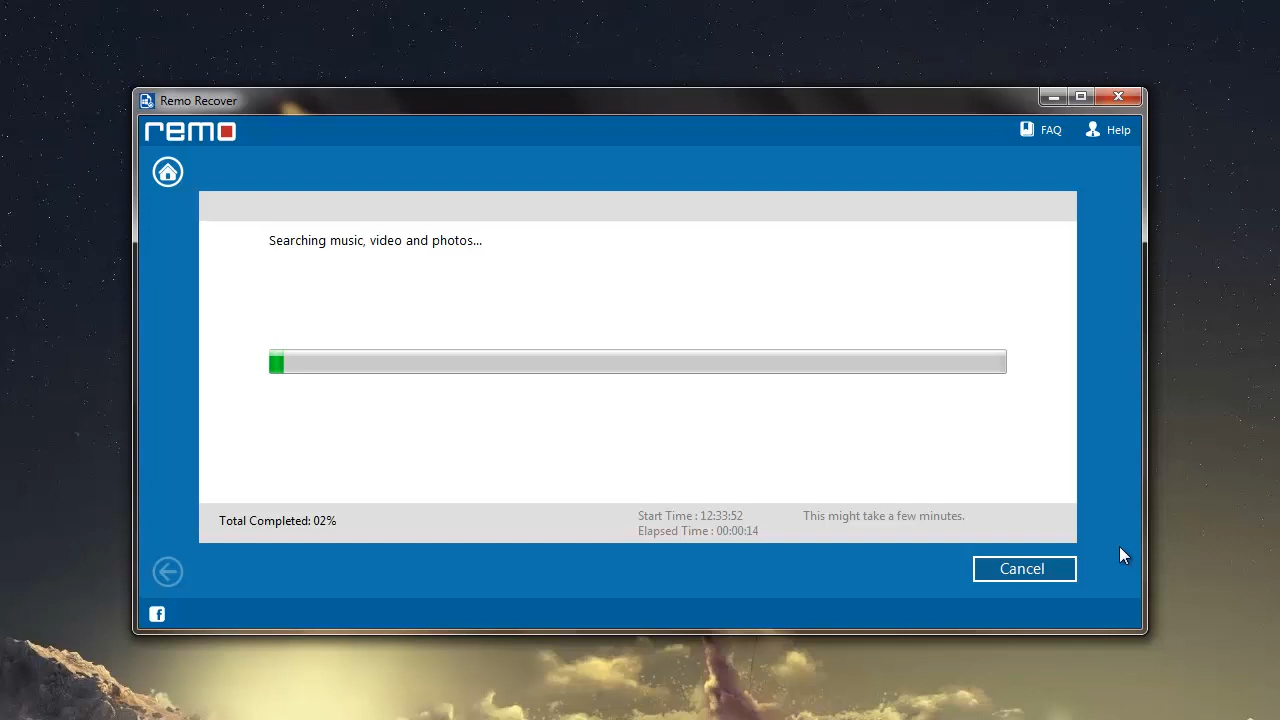 Remo Recover
remo
FAQ
Help
Searching music, video and photos...
Total Completed: 02%
Start Time : 12:33:52
Elapsed Time : 00:00:14
This might take a few minutes.
Cancel
f